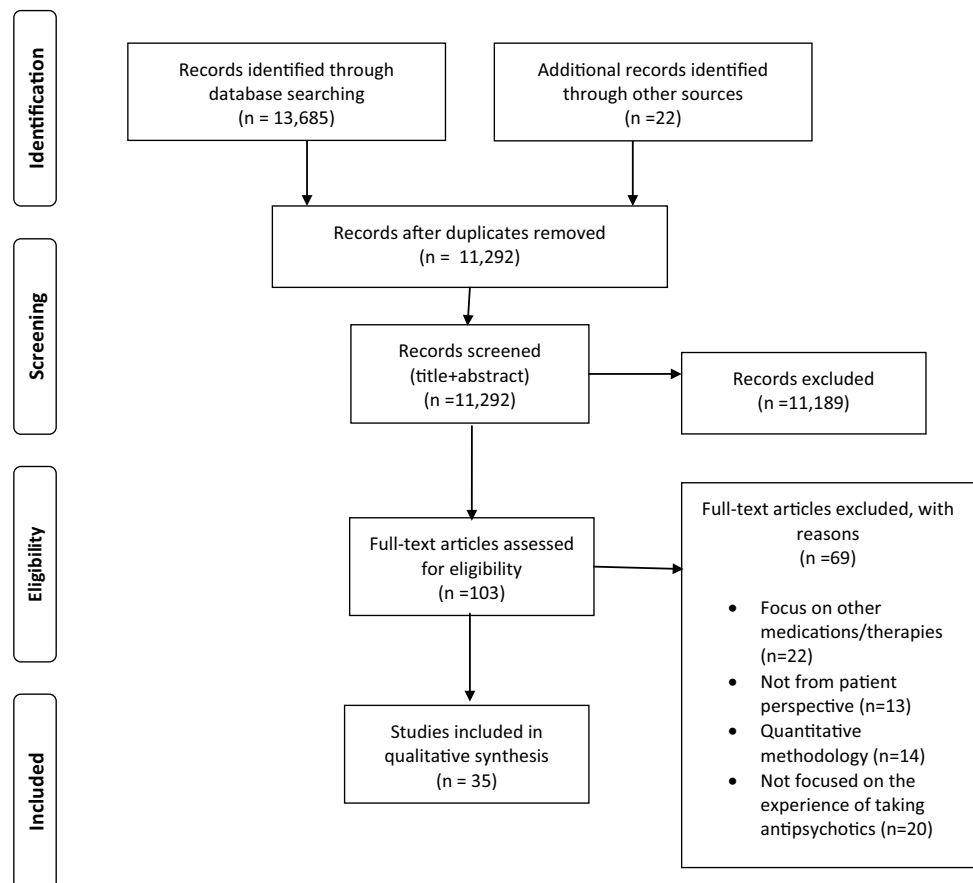 Identification
Records identified through
database searching
(n = 13,685)
Additional records identified
through other sources
(n =22)
Records after duplicates removed
(n = 11,292)
Screening
Records screened
(title+abstract)
(n =11,292)
Records excluded
(n =11,189)
Eligibility
Full-text articles assessed
for eligibility
(n =103)
Full-text articles excluded, with
reasons
(n =69)
• Focus on other
medications/therapies
(n=22)
• Not from patient
perspective (n=13)
• Quantitative
methodology (n=14)
• Not focused on the
experience of taking
antipsychotics (n=20)
Included
Studies included in
qualitative synthesis
(n = 35)